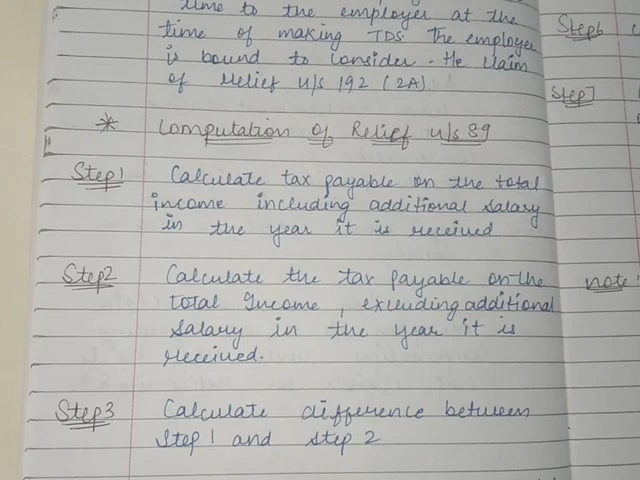 time to the employer at the
time of making TDS. The employer
is bound to consider. He claim
of relief u/s 192 (2A).
* Computation of Relief u/s 89
Step1 Calculate tax payable on the total
income including additional salary
in the year it is received
Step2 Calculate the tax payable on the
total Income, excluding additional
salary in the year it is
received.
Step3 Calculate difference between
Step 1 and Step 2
Step6
Step7
note: